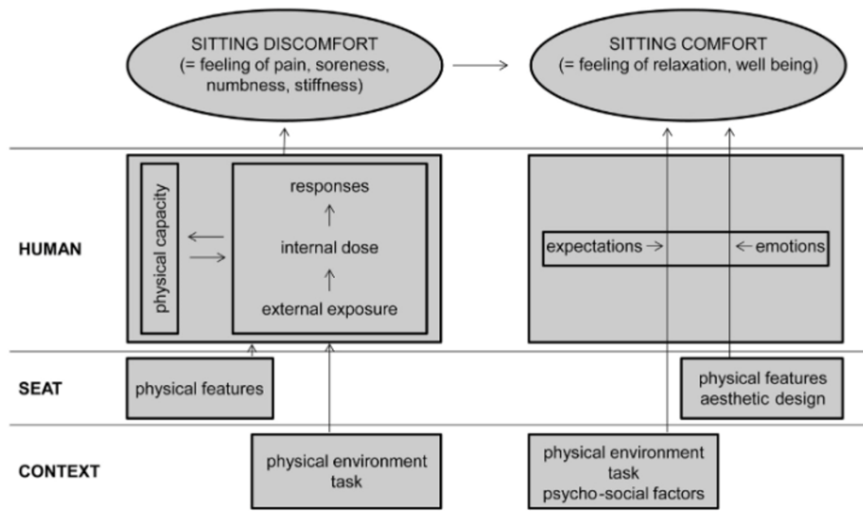 SITTING DISCOMFORT
(= feeling of pain, soreness,
numbness, stiffness)
SITTING COMFORT
(= feeling of relaxation, well being)
HUMAN
physical capacity
responses
internal dose
external exposure
expectations
emotions
SEAT
physical features
physical features
aesthetic design
CONTEXT
physical environment
task
physical environment
task
psycho-social factors